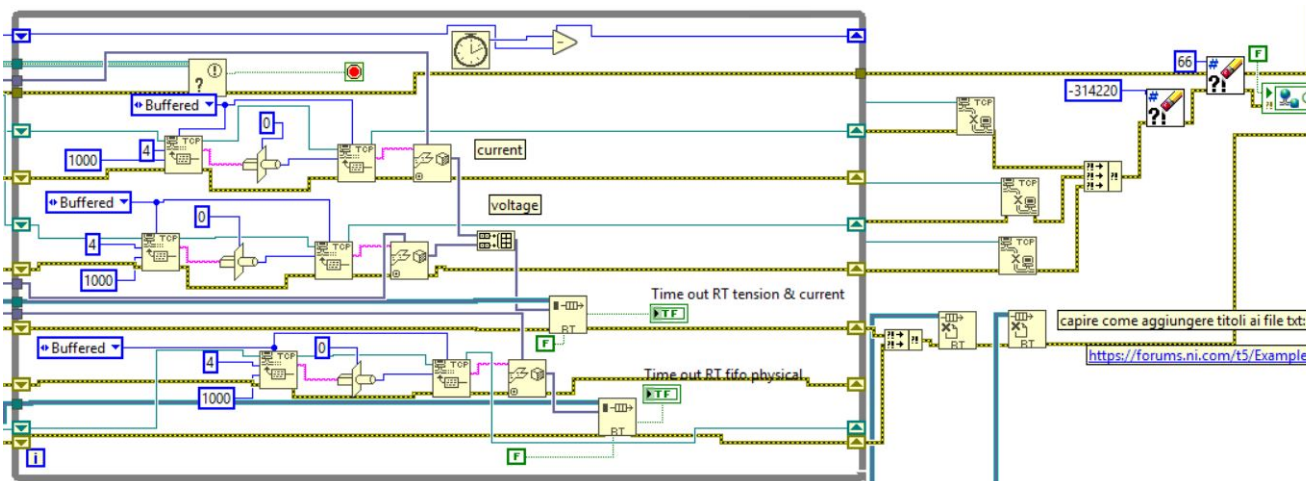 66
F
-314220
?
Buffered
0
TCP
TCP
4
1000
current
TCP
Buffered
voltage
0
TCP
TCP
4
1000
TCP
TCP
Time out RT tension & current
TF
RT
F
Buffered
0
TCP
TCP
4
1000
Time out RT fifo physical
TF
RT
F
i
RT
RT
capire come aggiungere titoli ai file txt:
https://forums.ni.com/t5/Example